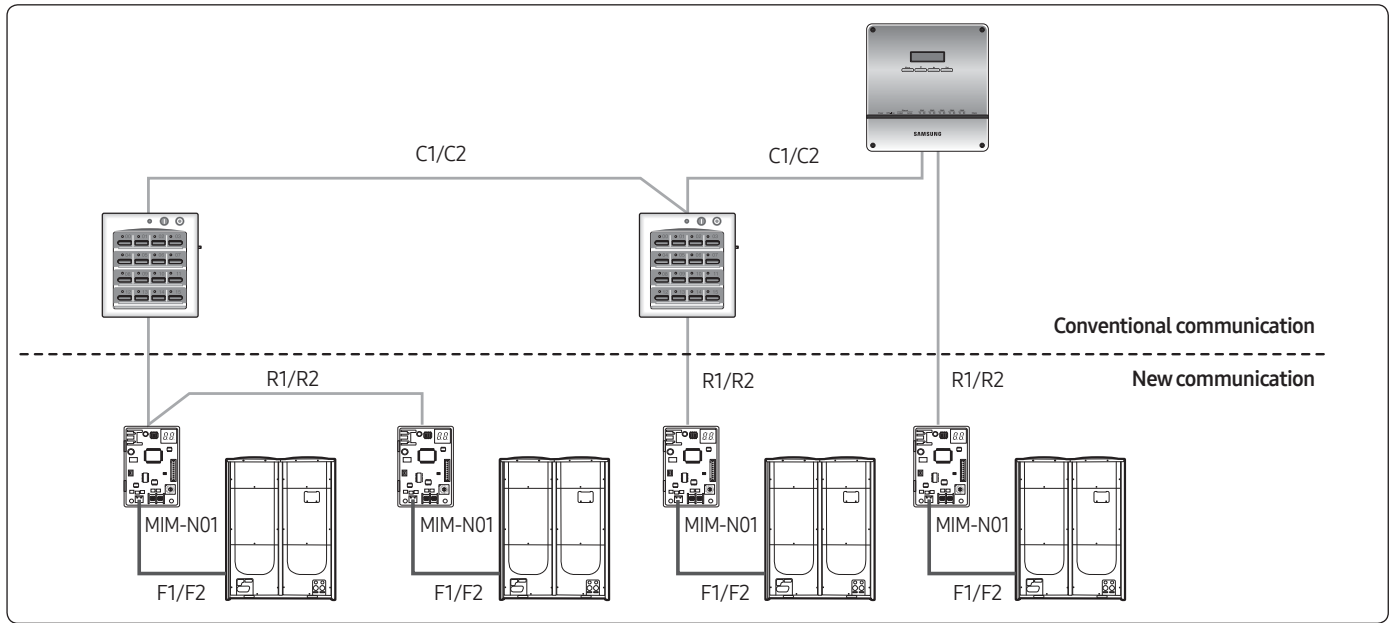 SAMSUNG
C1/C2
C1/C2
Conventional communication
R1/R2
R1/R2
R1/R2
New communication
MIM-N01
MIM-N01
MIM-N01
MIM-N01
F1/F2
F1/F2
F1/F2
F1/F2